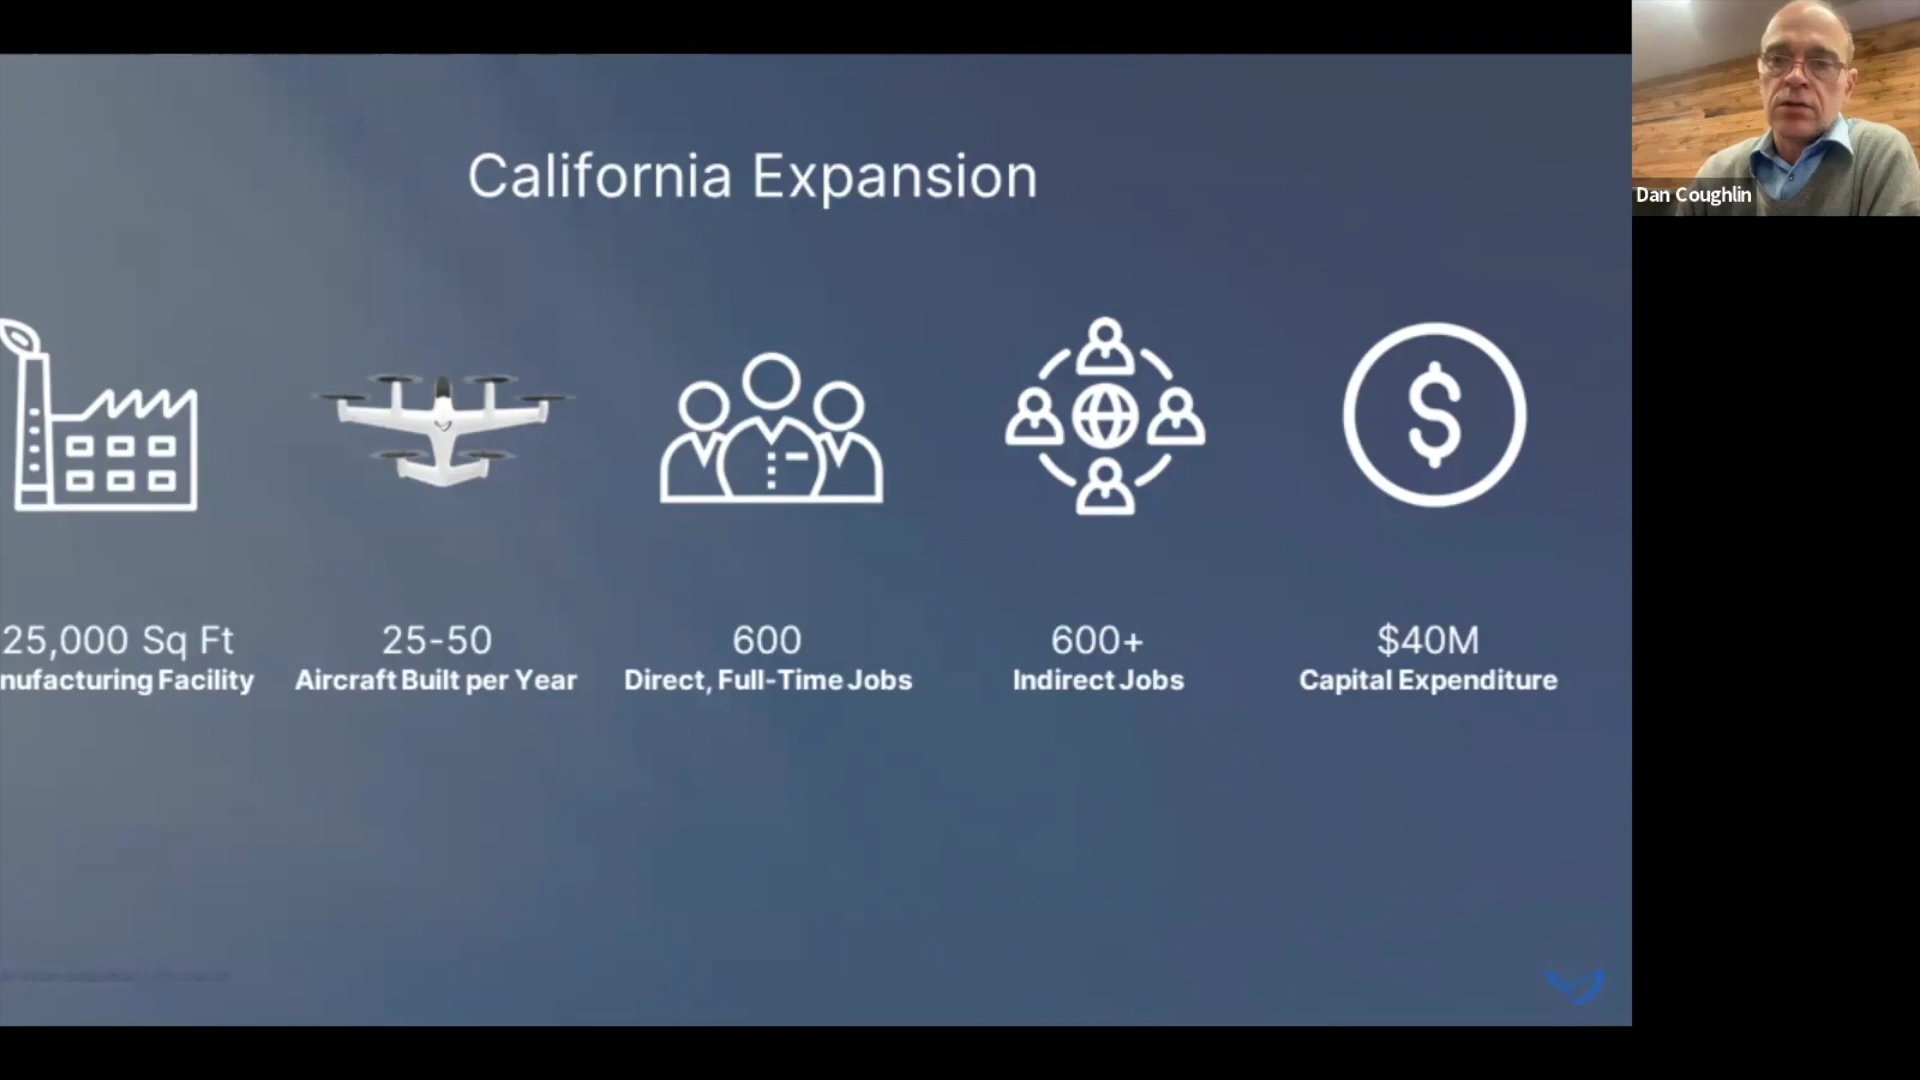 California Expansion
25,000 Sq Ft
nufacturing Facility
25-50
Aircraft Built per Year
600
Direct, Full-Time Jobs
600+
Indirect Jobs
$40M
Capital Expenditure
Dan Coughlin